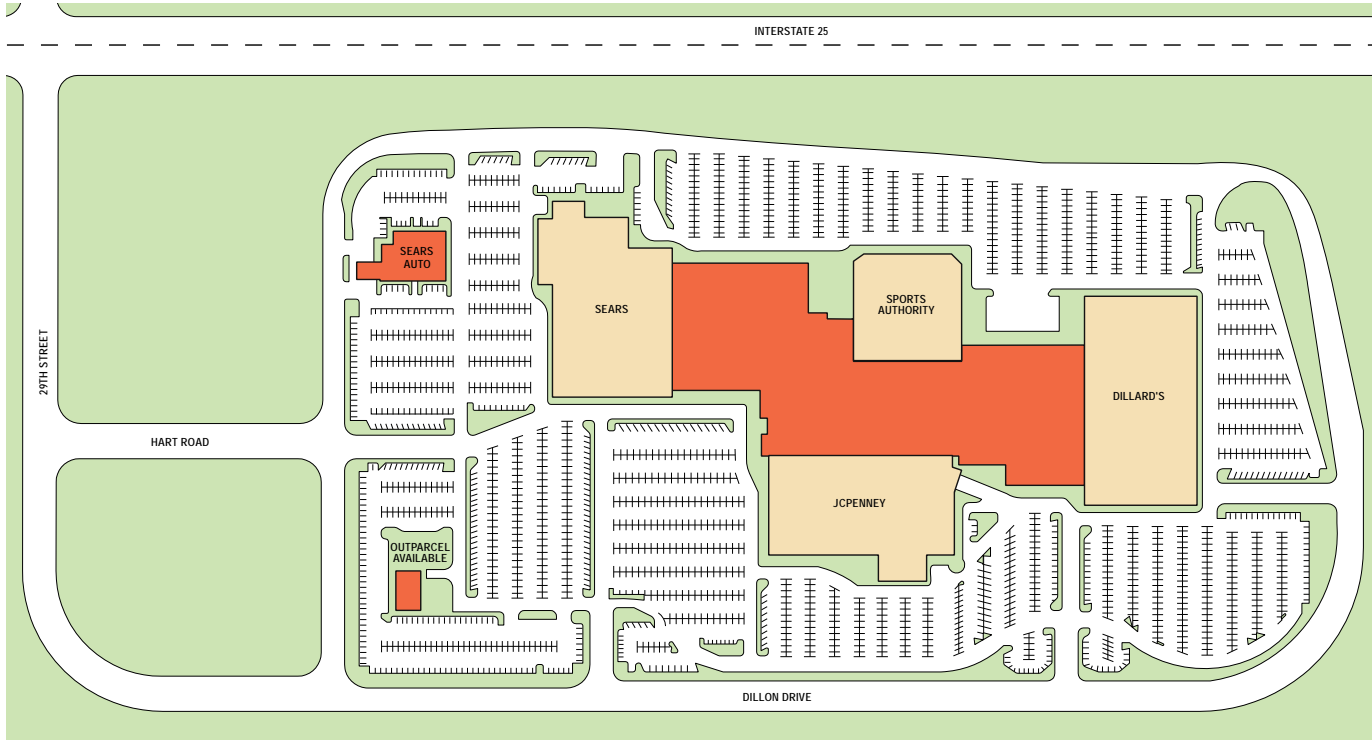 INTERSTATE 25
SEARS
AUTO
SEARS
SPORTS
AUTHORITY
29TH STREET
DILLARD'S
HART ROAD
JCPENNEY
OUTPARCEL
AVAILABLE
DILLON DRIVE